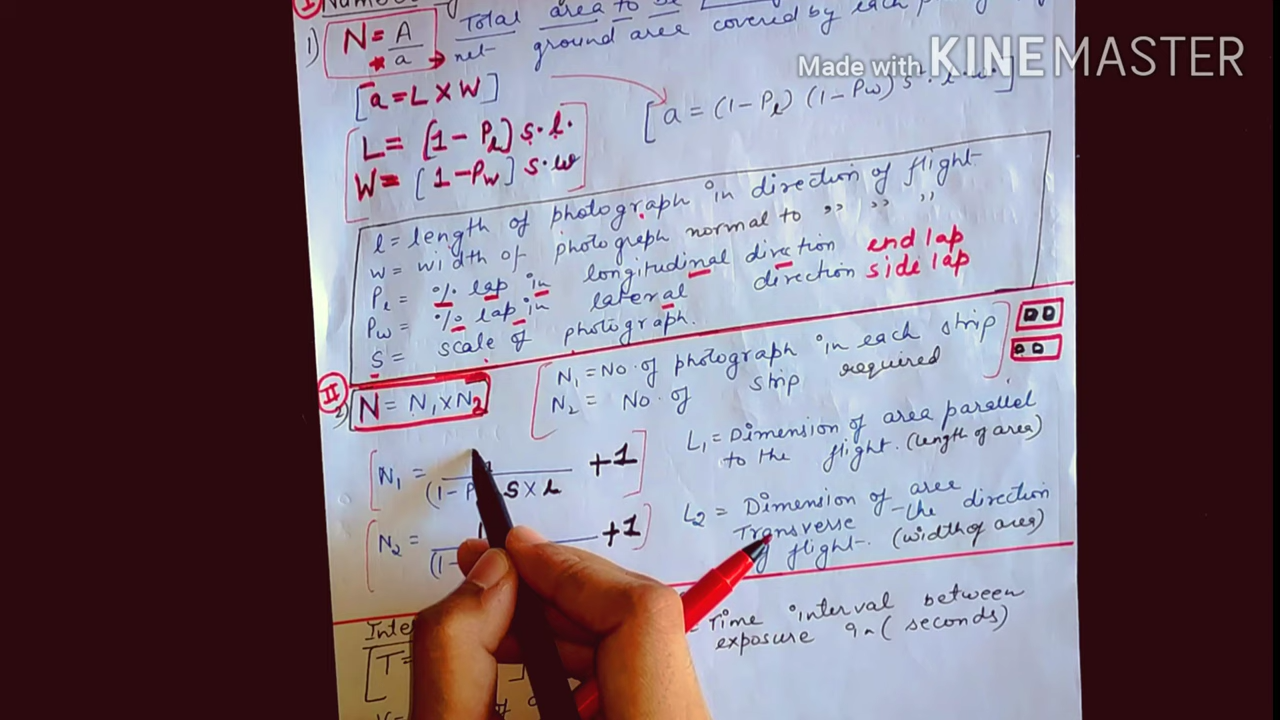 I
1) N = A/a
Total area to be
net ground area covered by each
Made with KINEMASTER
[a = L X W]
[a = (1-Pl) (1-Pw) s²· l· w·]
L = [1 - Pl] s· l·
W = [1-Pw] s· w
l = length of photograph in direction of flight
w = width of photograph normal to ,, ,, ,,
Pl = % lap in longitudinal direction end lap
Pw = % lap in lateral direction side lap
S = scale of photograph.
II
2) N = N1 x N2
N1 = No. of photograph in each strip
N2 = No of strip required
L1 = Dimension of area parallel
to the flight. (length of area)
N1 = (1-P S X L +1
L2 = Dimension of area
Transverse the direction
of flight. (width of area)
N2 = (1- +1
Time interval between
exposure in (seconds)
[T =